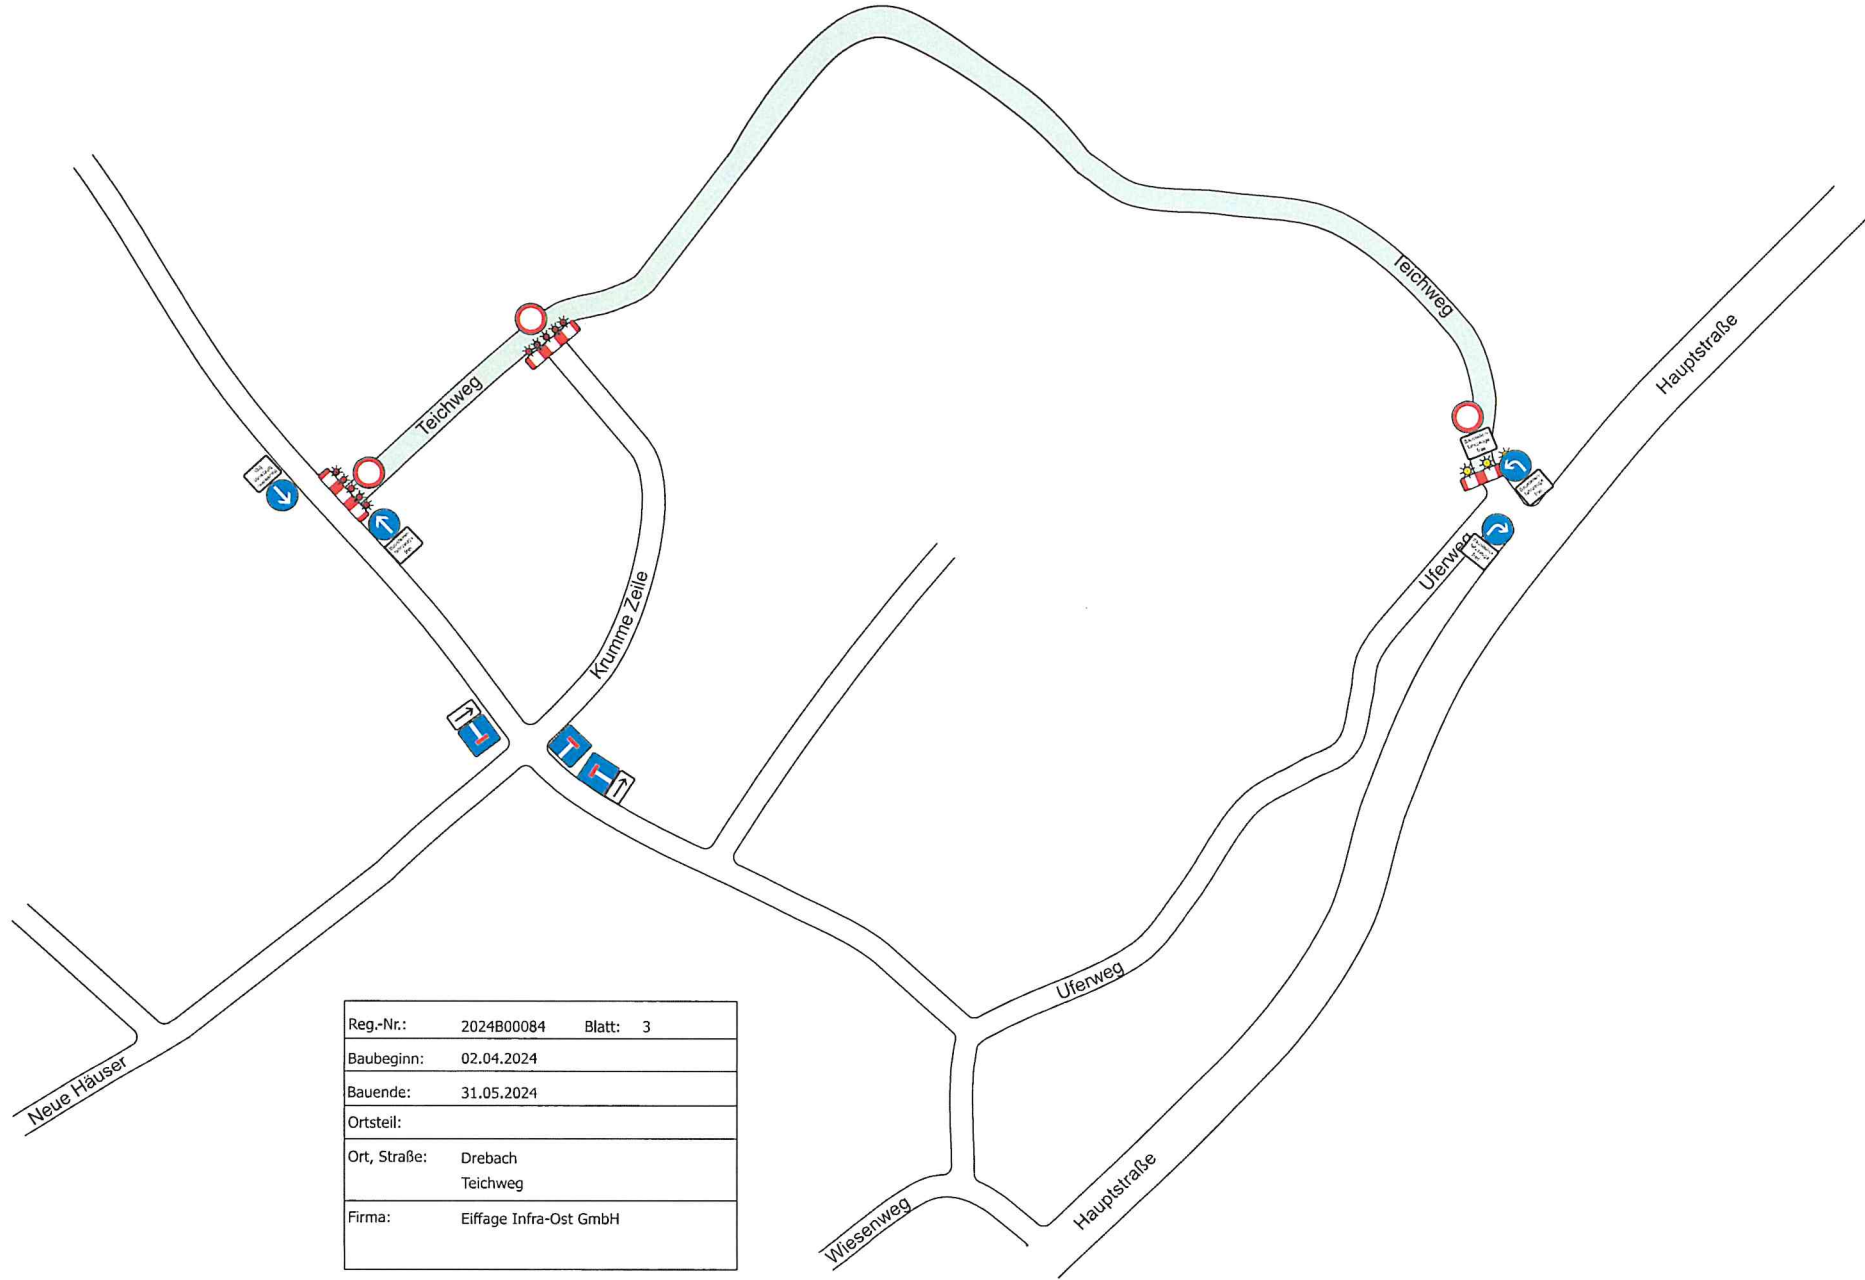 Teichweg
Hauptstraße
Teichweg
Krumme Zeile
Uferweg
Uferweg
Neue Häuser
Wiesenweg
Hauptstraße
Reg.-Nr.: 2024B00084 Blatt: 3
Baubeginn: 02.04.2024
Bauende: 31.05.2024
Ortsteil:
Ort, Straße: Drebach
Teichweg
Firma: Eiffage Infra-Ost GmbH